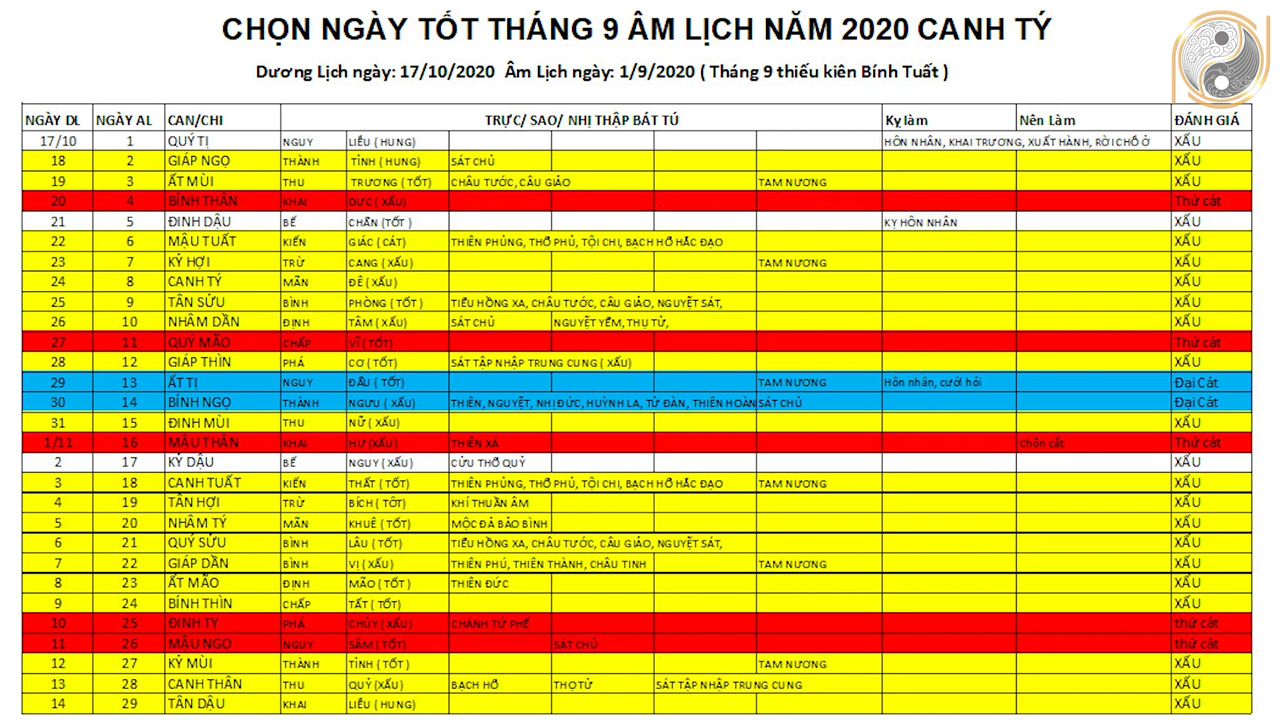 CHỌN NGÀY TỐT THÁNG 9 ÂM LỊCH NĂM 2020 CANH TÝ
Dương Lịch ngày: 17/10/2020 Âm Lịch ngày: 1/9/2020 ( Tháng 9 thiếu kiên Bính Tuất )
NGÀY DL NGÀY AL CAN/CHI TRỰC/ SAO/ NHỊ THẬP BÁT TÚ Kỵ làm Nên Làm ĐÁNH GIÁ
17/10 1 QUÝ TỊ NGUY LIỄU ( HUNG) HÔN NHÂN, KHAI TRƯƠNG, XUẤT HÀNH, RỜI CHỖ Ở XẤU
18 2 GIÁP NGỌ THÀNH TỈNH ( HUNG) SÁT CHỦ XẤU
19 3 ẤT MÙI THU TRƯƠNG ( TỐT) CHÂU TƯỚC, CÂU GIẢO TAM NƯƠNG XẤU
20 4 BÍNH THÂN KHAI DỰC ( XẤU) Thứ cát
21 5 ĐINH DẬU BẾ CHẨN (TỐT ) KỴ HÔN NHÂN XẤU
22 6 MẬU TUẤT KIẾN GIÁC ( CÁT) THIÊN PHỦNG, THỔ PHỦ, TỘI CHI, BẠCH HỔ HẮC ĐẠO XẤU
23 7 KỶ HỢI TRỪ CANG ( XẤU) TAM NƯƠNG XẤU
24 8 CANH TÝ MÃN ĐÊ ( XẤU) XẤU
25 9 TÂN SỬU BÌNH PHÒNG ( TỐT ) TIỂU HỒNG XA, CHÂU TƯỚC, CÂU GIẢO, NGUYỆT SÁT, XẤU
26 10 NHÂM DẦN ĐỊNH TÂM ( XẤU) SÁT CHỦ NGUYỆT YỂM, THỤ TỬ, XẤU
27 11 QUÝ MÃO CHẤP VĨ ( TỐT) Thứ cát
28 12 GIÁP THÌN PHÁ CƠ ( TỐT) SÁT TẬP NHẬP TRUNG CUNG ( XẤU) XẤU
29 13 ẤT TỊ NGUY ĐẨU ( TỐT) TAM NƯƠNG Hôn nhân, cưới hỏi Đại Cát
30 14 BÍNH NGỌ THÀNH NGƯU ( XẤU) THIÊN, NGUYỆT, NHỊ ĐỨC, HUỲNH LA, TỬ ĐÀN, THIÊN HOÀN SÁT CHỦ Đại Cát
31 15 ĐINH MÙI THU NỮ ( XẤU) XẤU
1/11 16 MẬU THÂN KHAI HƯ (XẤU) THIÊN XÁ Chôn cất Thứ cát
2 17 KỶ DẬU BẾ NGUY (XẤU) CỬU THỔ QUỶ XẤU
3 18 CANH TUẤT KIẾN THẤT ( TỐT) THIÊN PHỦNG, THỔ PHỦ, TỘI CHI, BẠCH HỔ HẮC ĐẠO TAM NƯƠNG XẤU
4 19 TÂN HỢI TRỪ BÍCH ( TỐT) KHÍ THUẦN ÂM XẤU
5 20 NHÂM TÝ MÃN KHUÊ ( TỐT) MỘC ĐẢ BẢO BÌNH XẤU
6 21 QUÝ SỬU BÌNH LÂU ( TỐT) TIỂU HỒNG XA, CHÂU TƯỚC, CÂU GIẢO, NGUYỆT SÁT, XẤU
7 22 GIÁP DẦN BÌNH VỊ ( XẤU) THIÊN PHÚ, THIÊN THÀNH, CHÂU TINH TAM NƯƠNG XẤU
8 23 ẤT MÃO ĐỊNH MÃO ( TỐT ) THIÊN ĐỨC XẤU
9 24 BÍNH THÌN CHẤP TẤT ( TỐT) XẤU
10 25 ĐINH TỴ PHÁ CHỦY ( XẤU) CHÁNH TỨ PHẾ thứ cát
11 26 MẬU NGỌ NGUY SÂM ( TỐT) SÁT CHỦ thứ cát
12 27 KỶ MÙI THÀNH TỈNH ( TỐT ) TAM NƯƠNG XẤU
13 28 CANH THÂN THU QUỶ (XẤU) BẠCH HỔ THỌ TỬ SÁT TẬP NHẬP TRUNG CUNG XẤU
14 29 TÂN DẬU KHAI LIỄU ( HUNG) XẤU